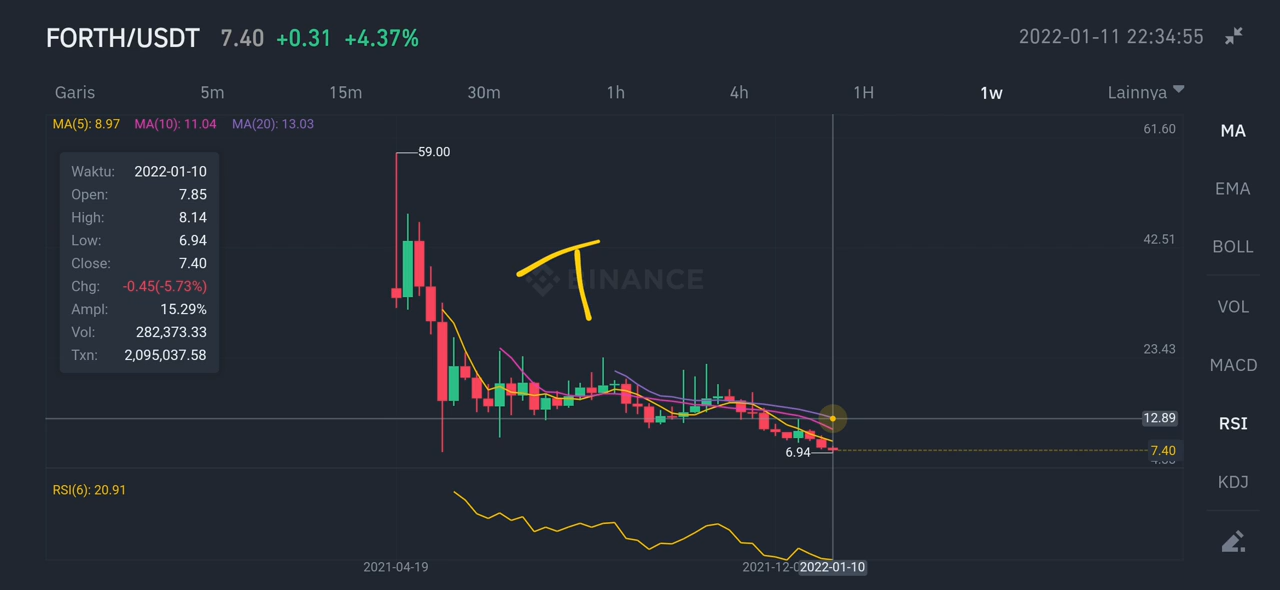 FORTH/USDT 7.40 +0.31 +4.37% 2022-01-11 22:34:55
Garis 5m 15m 30m 1h 4h 1H 1w Lainnya
MA(5): 8.97 MA(10): 11.04 MA(20): 13.03
61.60
MA
59.00
Waktu: 2022-01-10
Open: 7.85
High: 8.14
Low: 6.94
Close: 7.40
Chg: -0.45(-5.73%)
Ampl: 15.29%
Vol: 282,373.33
Txn: 2,095,037.58
EMA
42.51
BOLL
BINANCE
VOL
23.43
MACD
12.89
RSI
6.94
7.40
RSI(6): 20.91
KDJ
2021-04-19 2021-12-0 2022-01-10